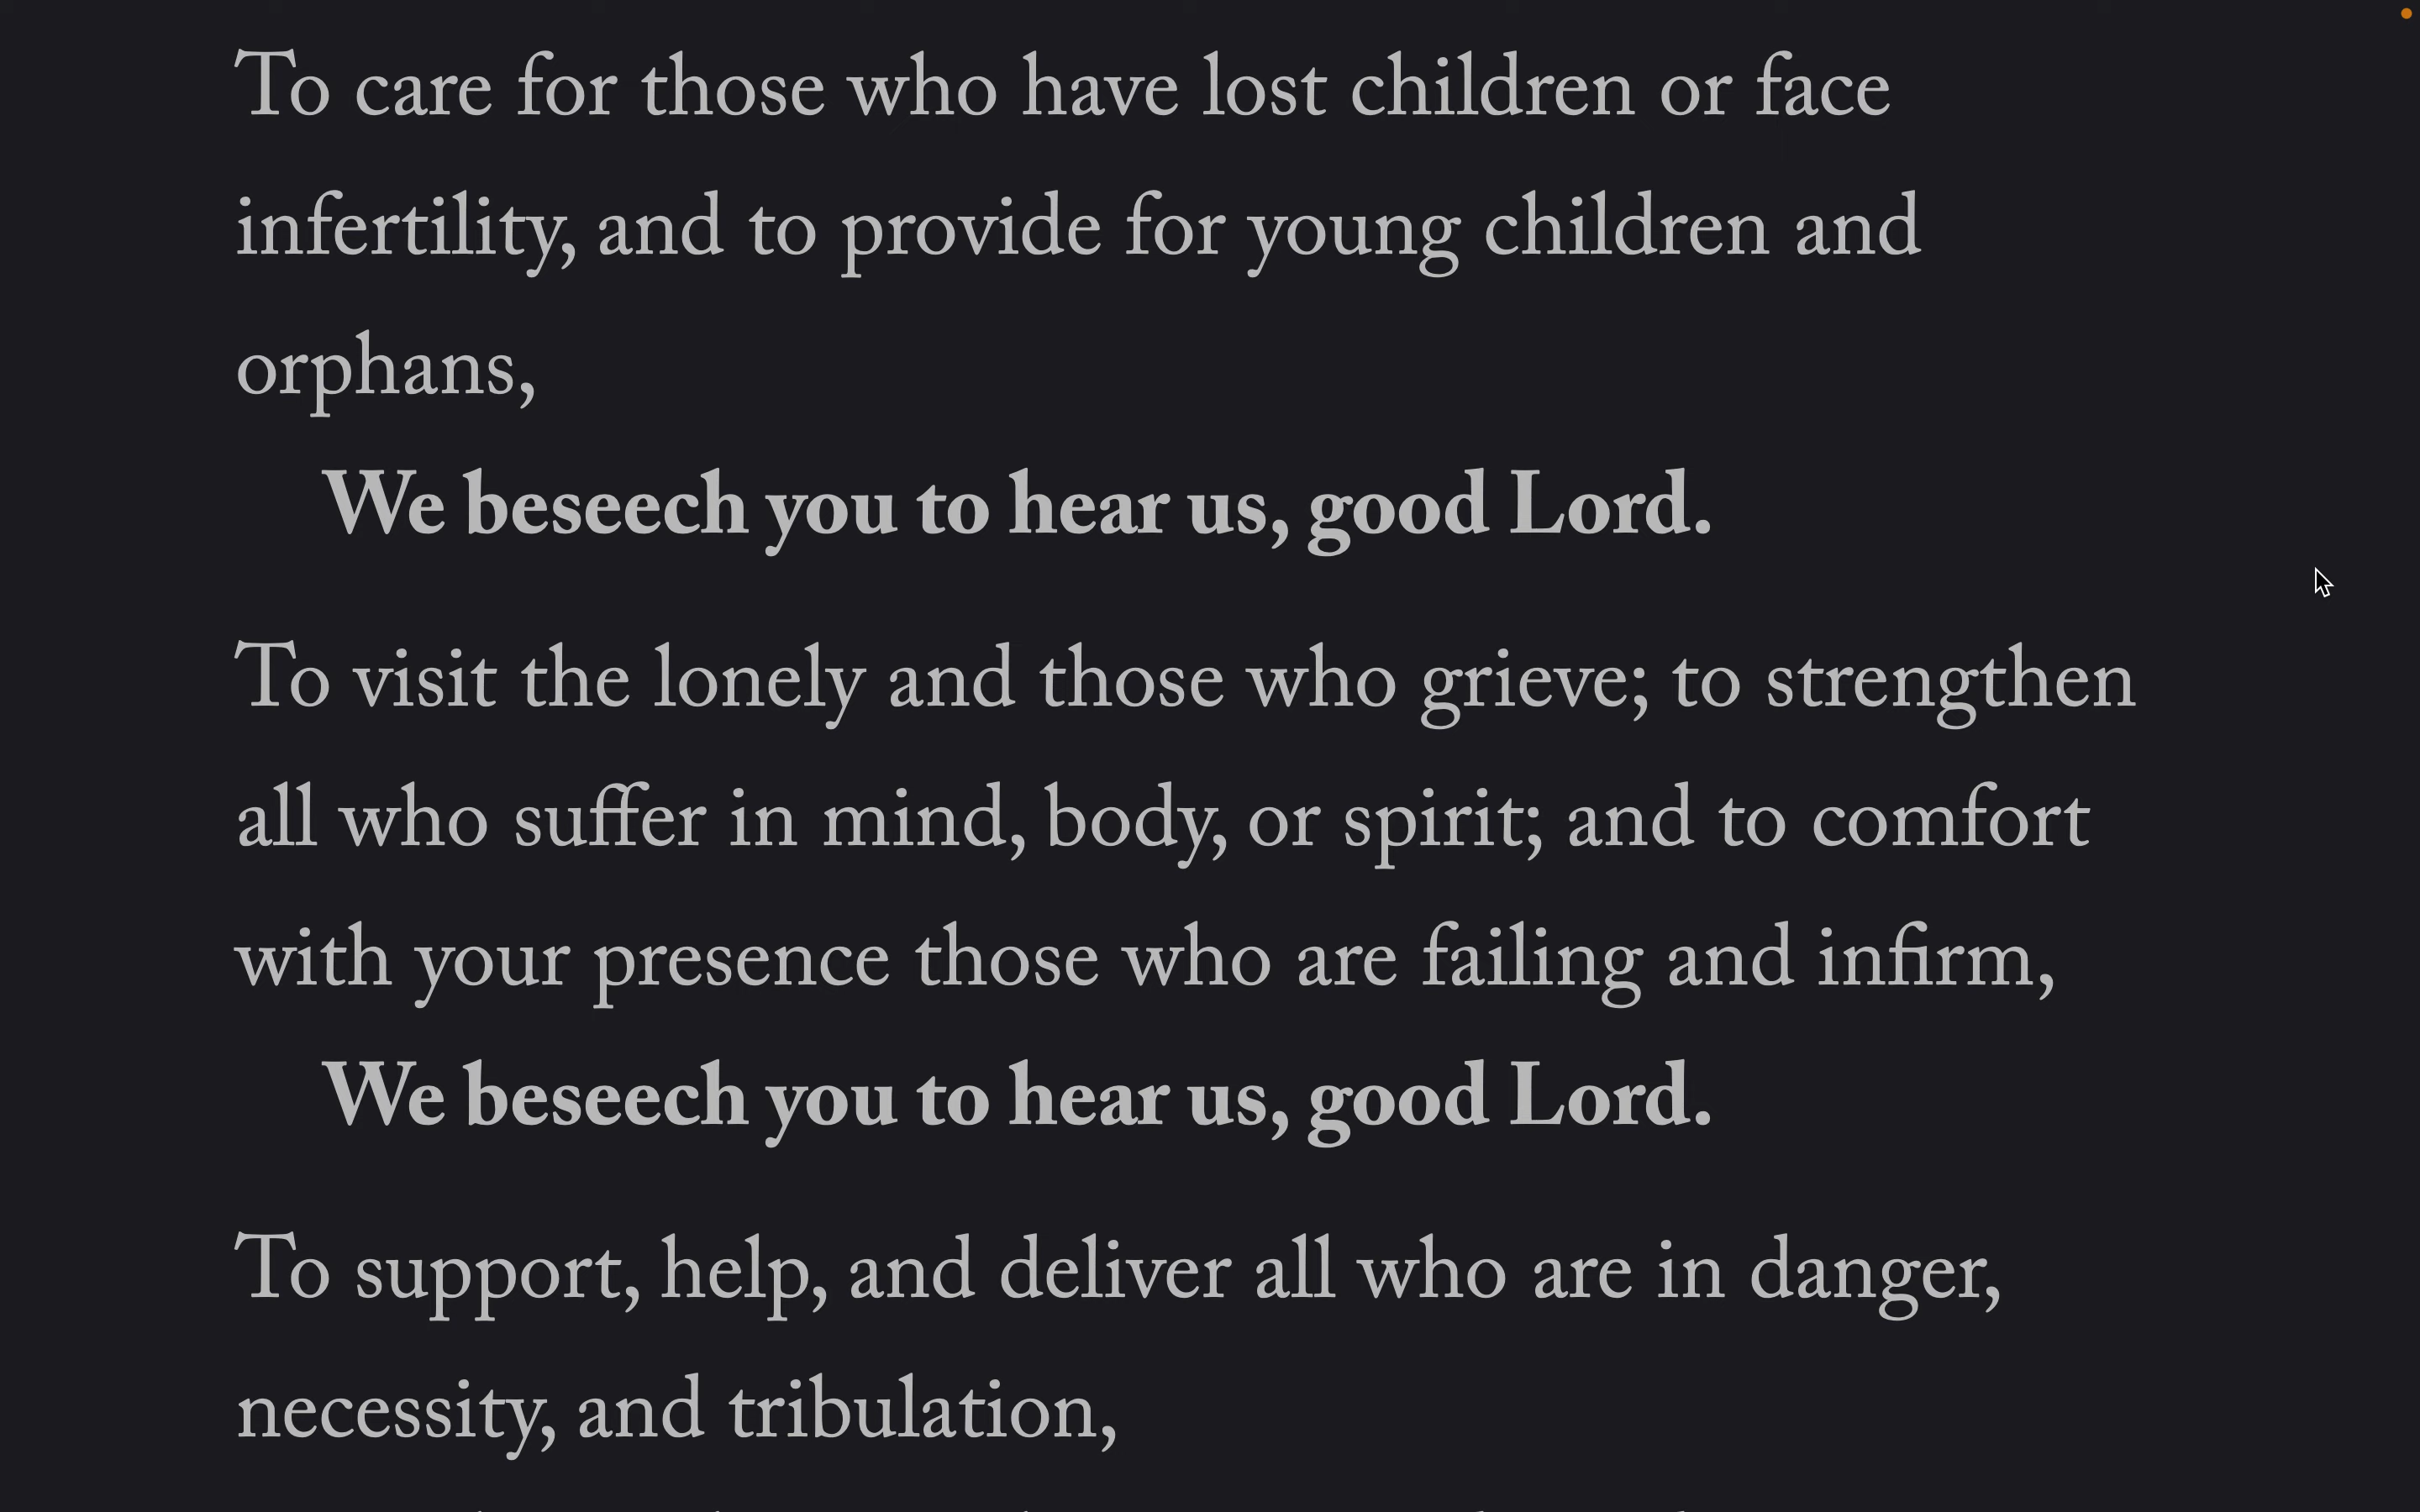 To care for those who have lost children or face
infertility, and to provide for young children and
orphans,
We beseech you to hear us, good Lord.
To visit the lonely and those who grieve; to strengthen
all who suffer in mind, body, or spirit; and to comfort
with your presence those who are failing and infirm,
We beseech you to hear us, good Lord.
To support, help, and deliver all who are in danger,
necessity, and tribulation,